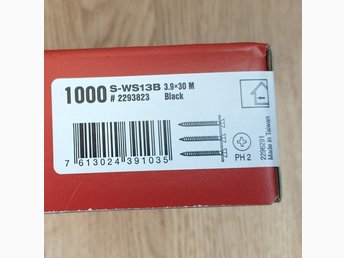 1000 S-WS13B 3.9×30 M
# 2293823 Black
7 613024 391035
PH 2
2296291
Made in Taiwan